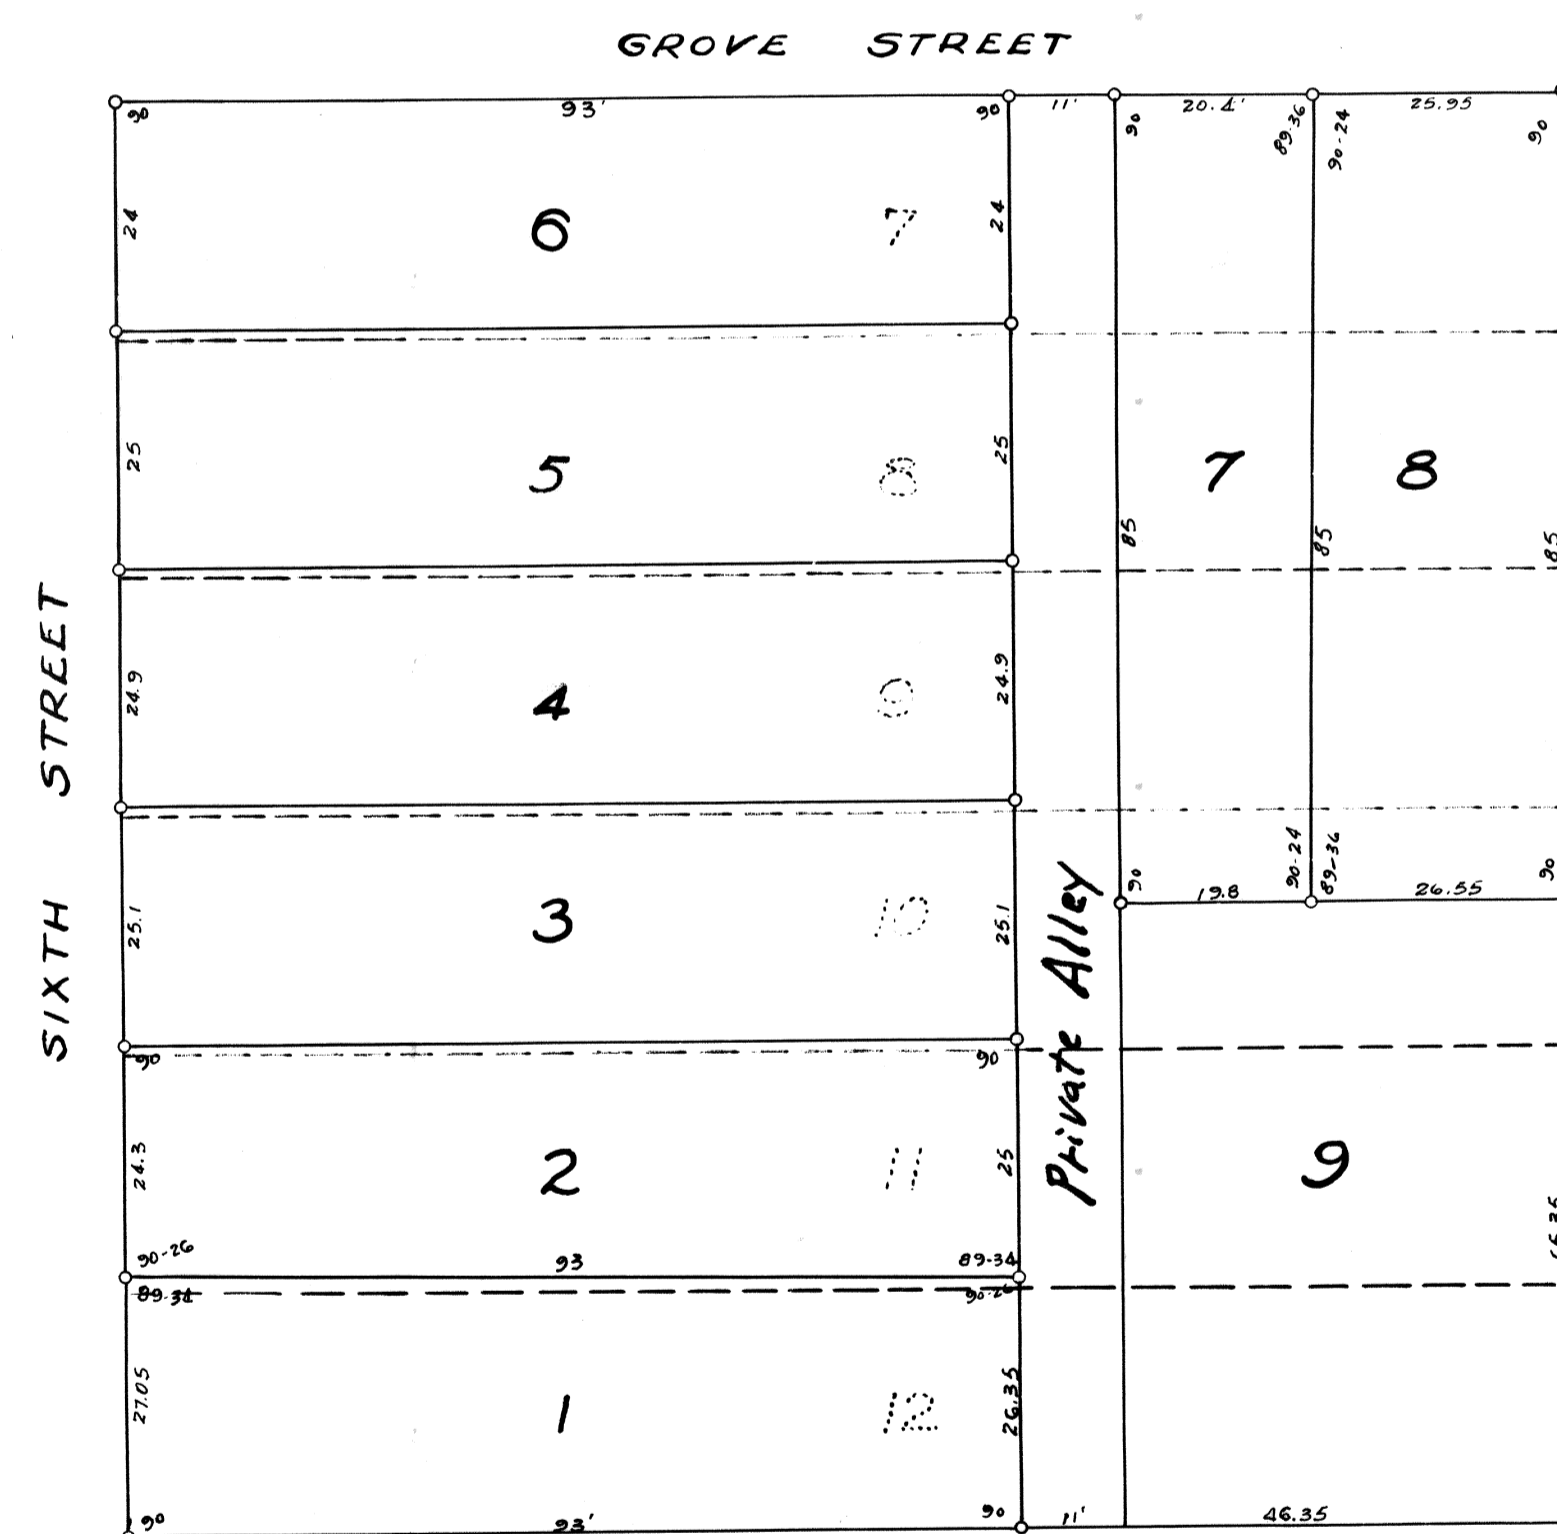 GROVE STREET
90 93' 90 11' 90 20.4' 89-36 90-24 25.95 90
24 6 7 24
25 5 8 25 7 8
85 85 85
SIXTH STREET
24.9 4 9 24.9
90 19.8 90-24 89-36 26.55 90
25.1 3 10 25.1
Private Alley
90 90
24.3 2 11 25 9
90-26 93 89-34
89-34 90-26
27.05 1 12 26.35
90 93' 90 11' 46.35